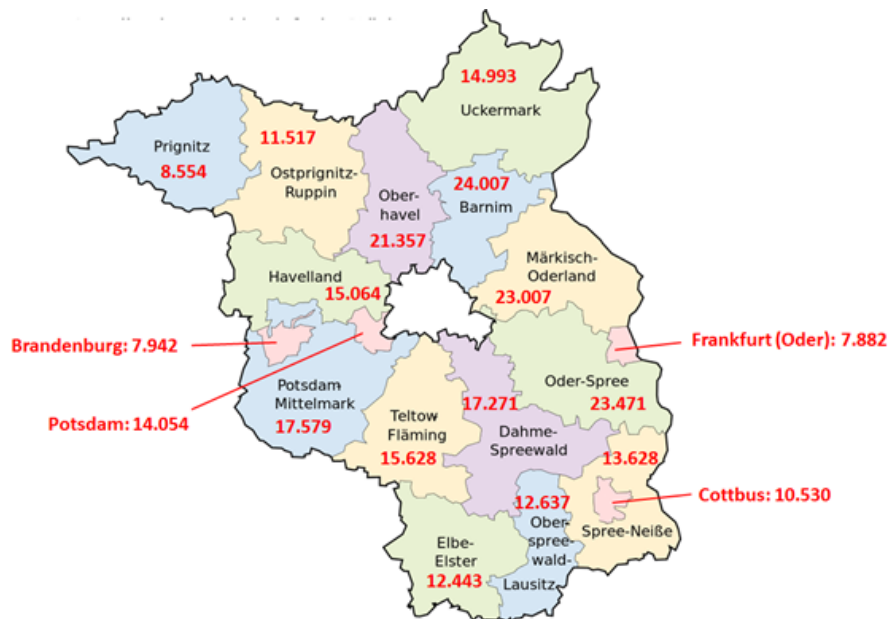 14.993
Uckermark
Prignitz
8.554
11.517
Ostprignitz-
Ruppin
24.007
Barnim
Ober-
havel
21.357
Märkisch-
Oderland
23.007
Havelland
15.064
Brandenburg: 7.942
Frankfurt (Oder): 7.882
Potsdam: 14.054
Potsdam-
Mittelmark
17.579
Oder-Spree
23.471
Teltow
Fläming
15.628
17.271
Dahme-
Spreewald
13.628
Cottbus: 10.530
Spree-Neiße
12.637
Ober-
spree-
wald-
Lausitz
Elbe-
Elster
12.443